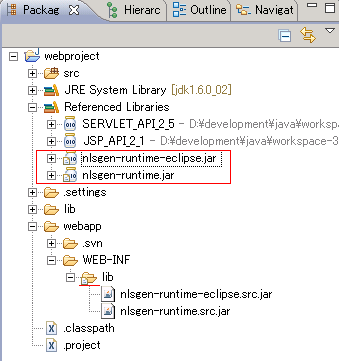 Packag
Hierarc
Outline
Navigat
webproject
src
JRE System Library [jdk1.6.0_02]
Referenced Libraries
SERVLET_API_2_5 - D:¥development¥java¥workspa
JSP_API_2_1 - D:¥development¥java¥workspace-3
nlsgen-runtime-eclipse.jar
nlsgen-runtime.jar
.settings
lib
webapp
.svn
WEB-INF
lib
nlsgen-runtime-eclipse.src.jar
nlsgen-runtime.src.jar
.classpath
.project